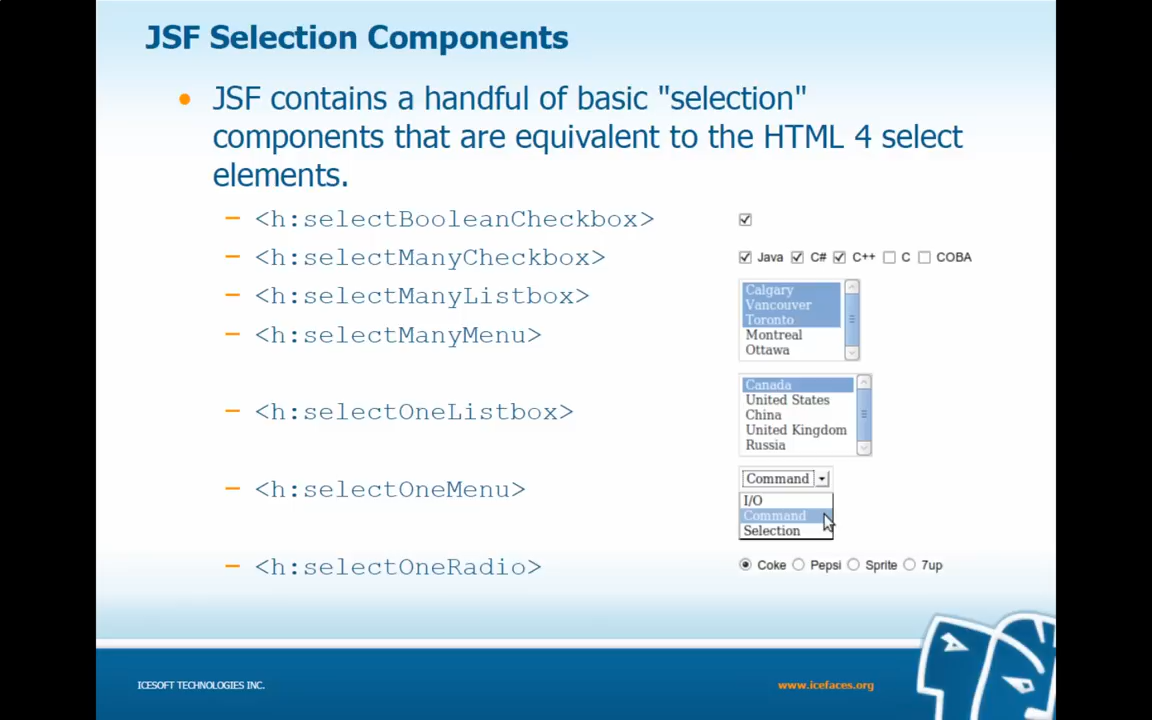 JSF Selection Components
JSF contains a handful of basic "selection"
components that are equivalent to the HTML 4 select
elements.
<h:selectBooleanCheckbox>
<h:selectManyCheckbox> Java C# C++ C COBA
<h:selectManyListbox>
<h:selectManyMenu>
Calgary
Vancouver
Toronto
Montreal
Ottawa
<h:selectOneListbox>
Canada
United States
China
United Kingdom
Russia
<h:selectOneMenu>
Command
I/O
Command
Selection
<h:selectOneRadio> Coke Pepsi Sprite 7up
ICESOFT TECHNOLOGIES INC. www.icefaces.org